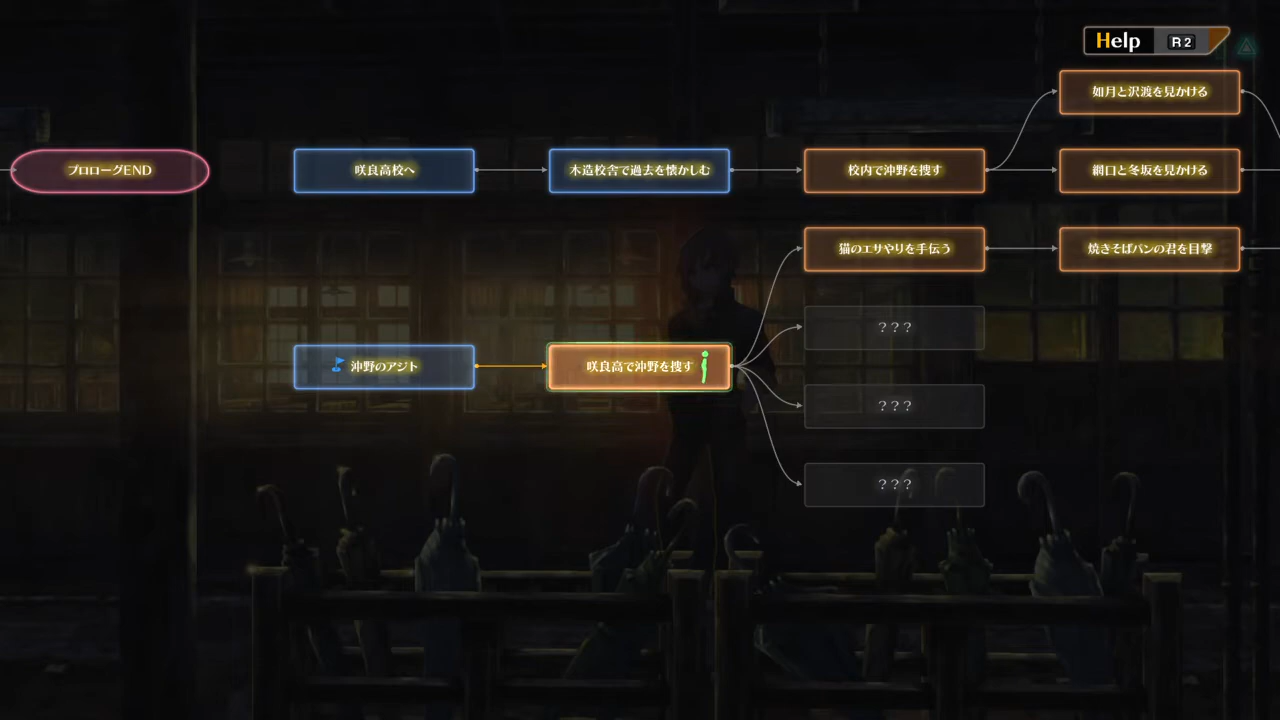 Help R2
如月と沢渡を見かける
プロローグEND
咲良高校へ
木造校舎で過去を懐かしむ
校内で沖野を捜す
網口と冬坂を見かける
猫のエサやりを手伝う
焼きそばパンの君を目撃
？？？
沖野のアジト
咲良高で沖野を捜す
？？？
？？？